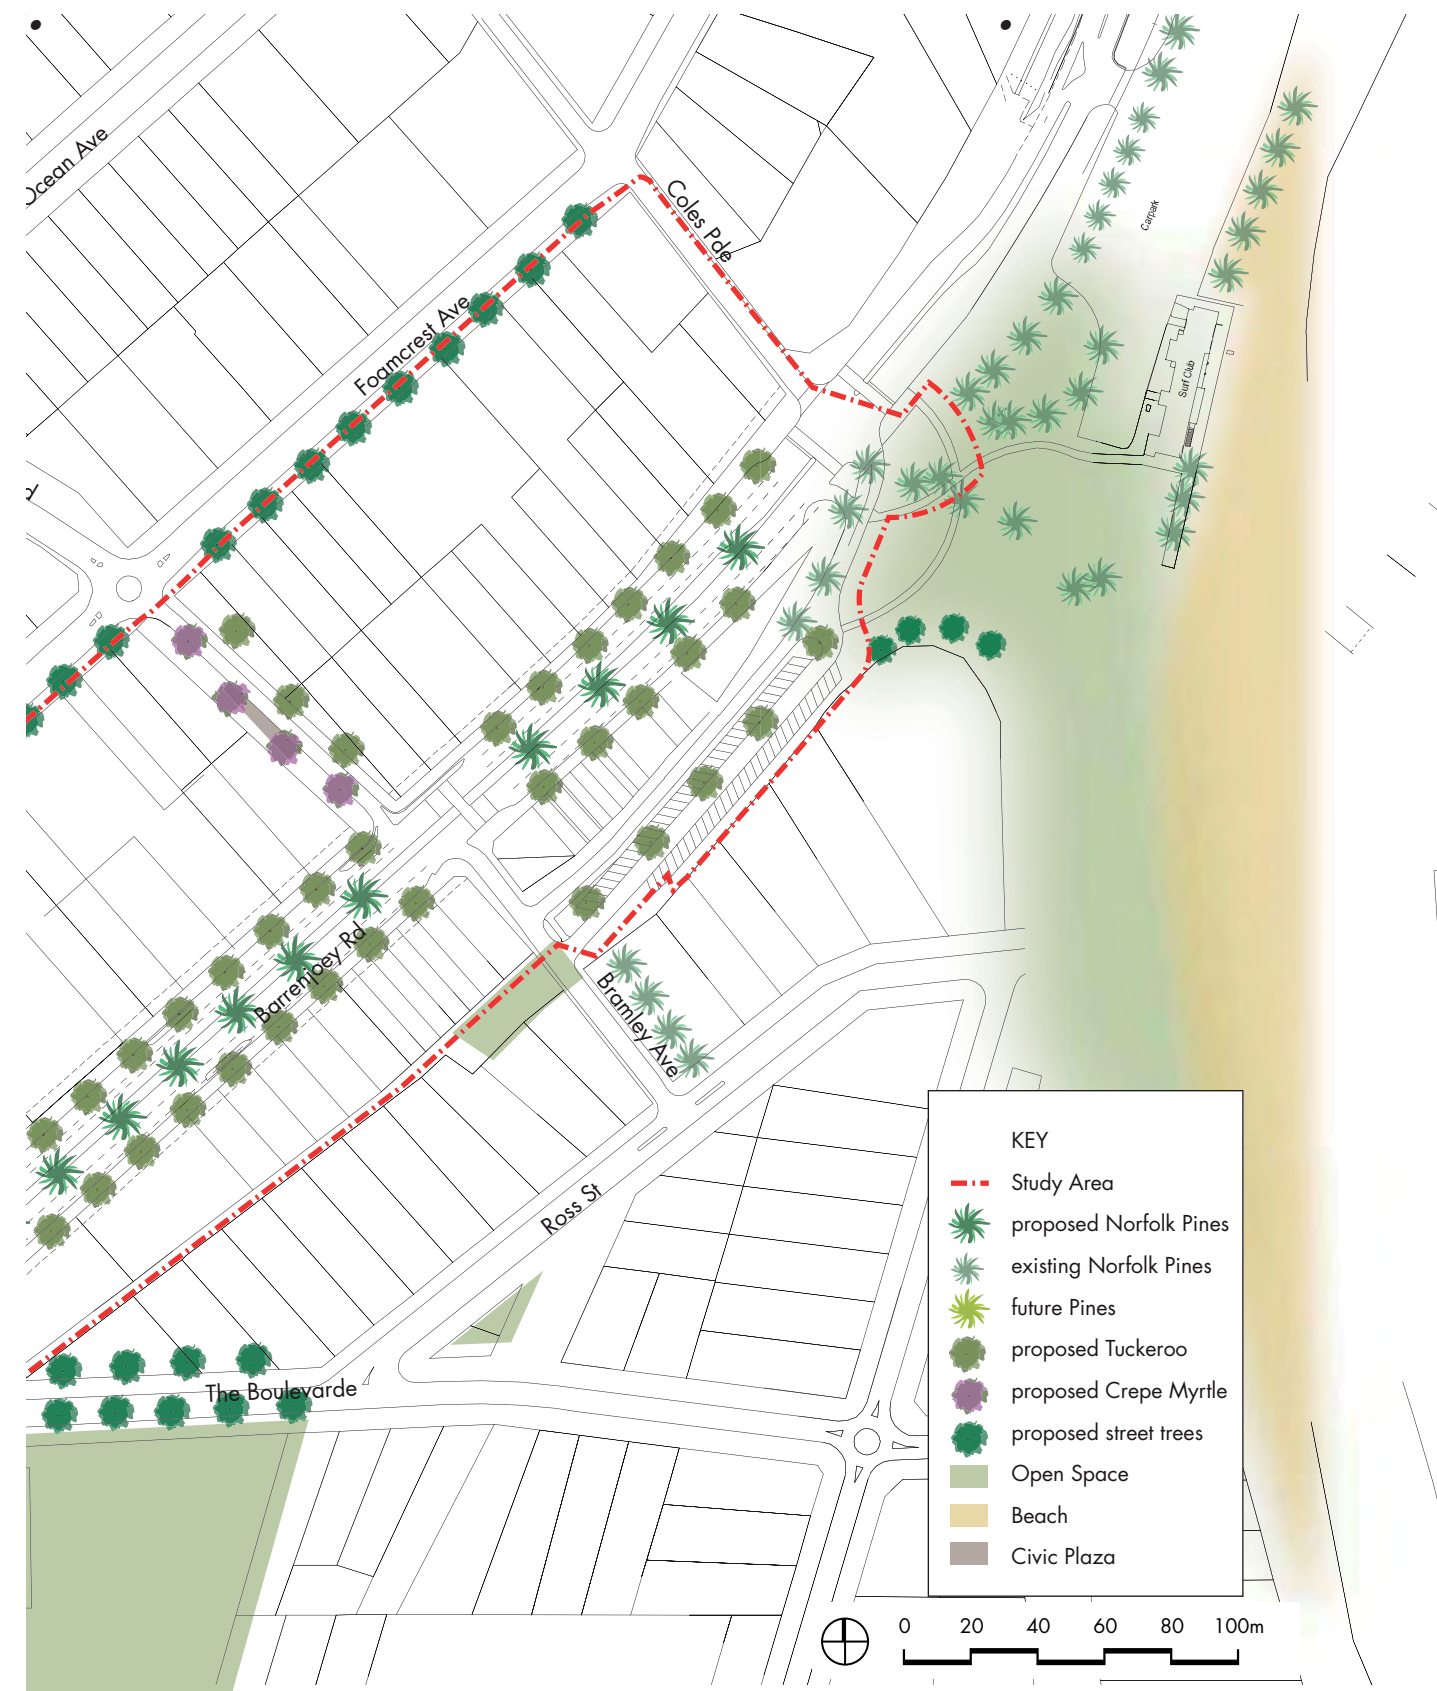 Ocean Ave
Coles Pde
Carpark
Foamcrest Ave
Surf Club
d
Barrenjoey Rd
Bramley Ave
Ross St
The Boulevarde
KEY
Study Area
proposed Norfolk Pines
existing Norfolk Pines
future Pines
proposed Tuckeroo
proposed Crepe Myrtle
proposed street trees
Open Space
Beach
Civic Plaza
0 20 40 60 80 100m